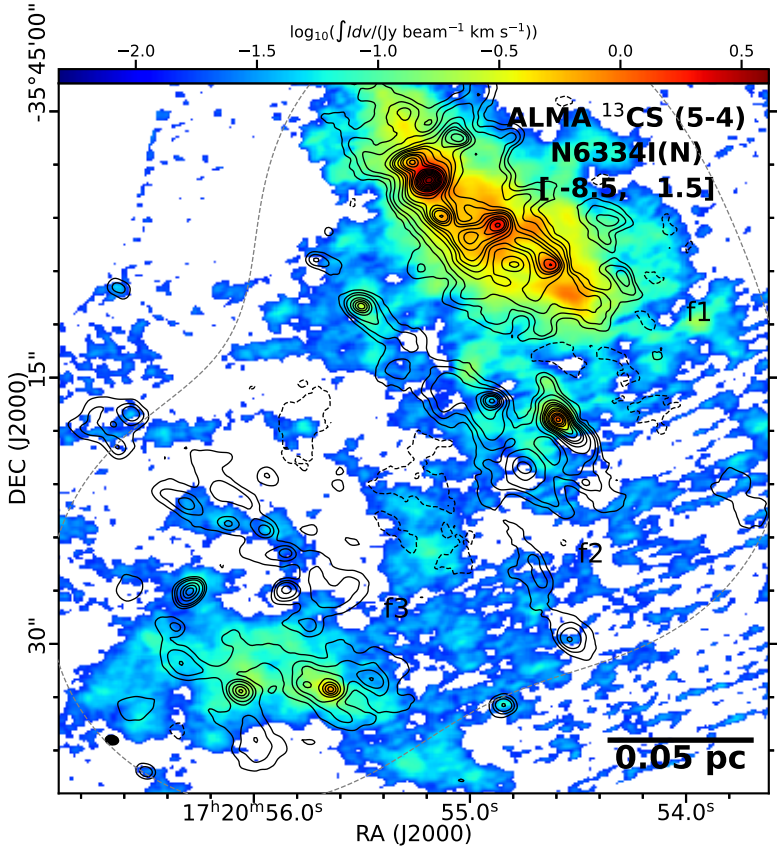 log₁₀(∫Idv/(Jy beam⁻¹ km s⁻¹))
−2.0 −1.5 −1.0 −0.5 0.0 0.5
-35°45'00"
ALMA ¹³CS (5-4)
N6334I(N)
[ -8.5, 1.5]
f1
15"
DEC (J2000)
f2
f3
30"
0.05 pc
17ʰ20ᵐ56.0ˢ 55.0ˢ 54.0ˢ
RA (J2000)